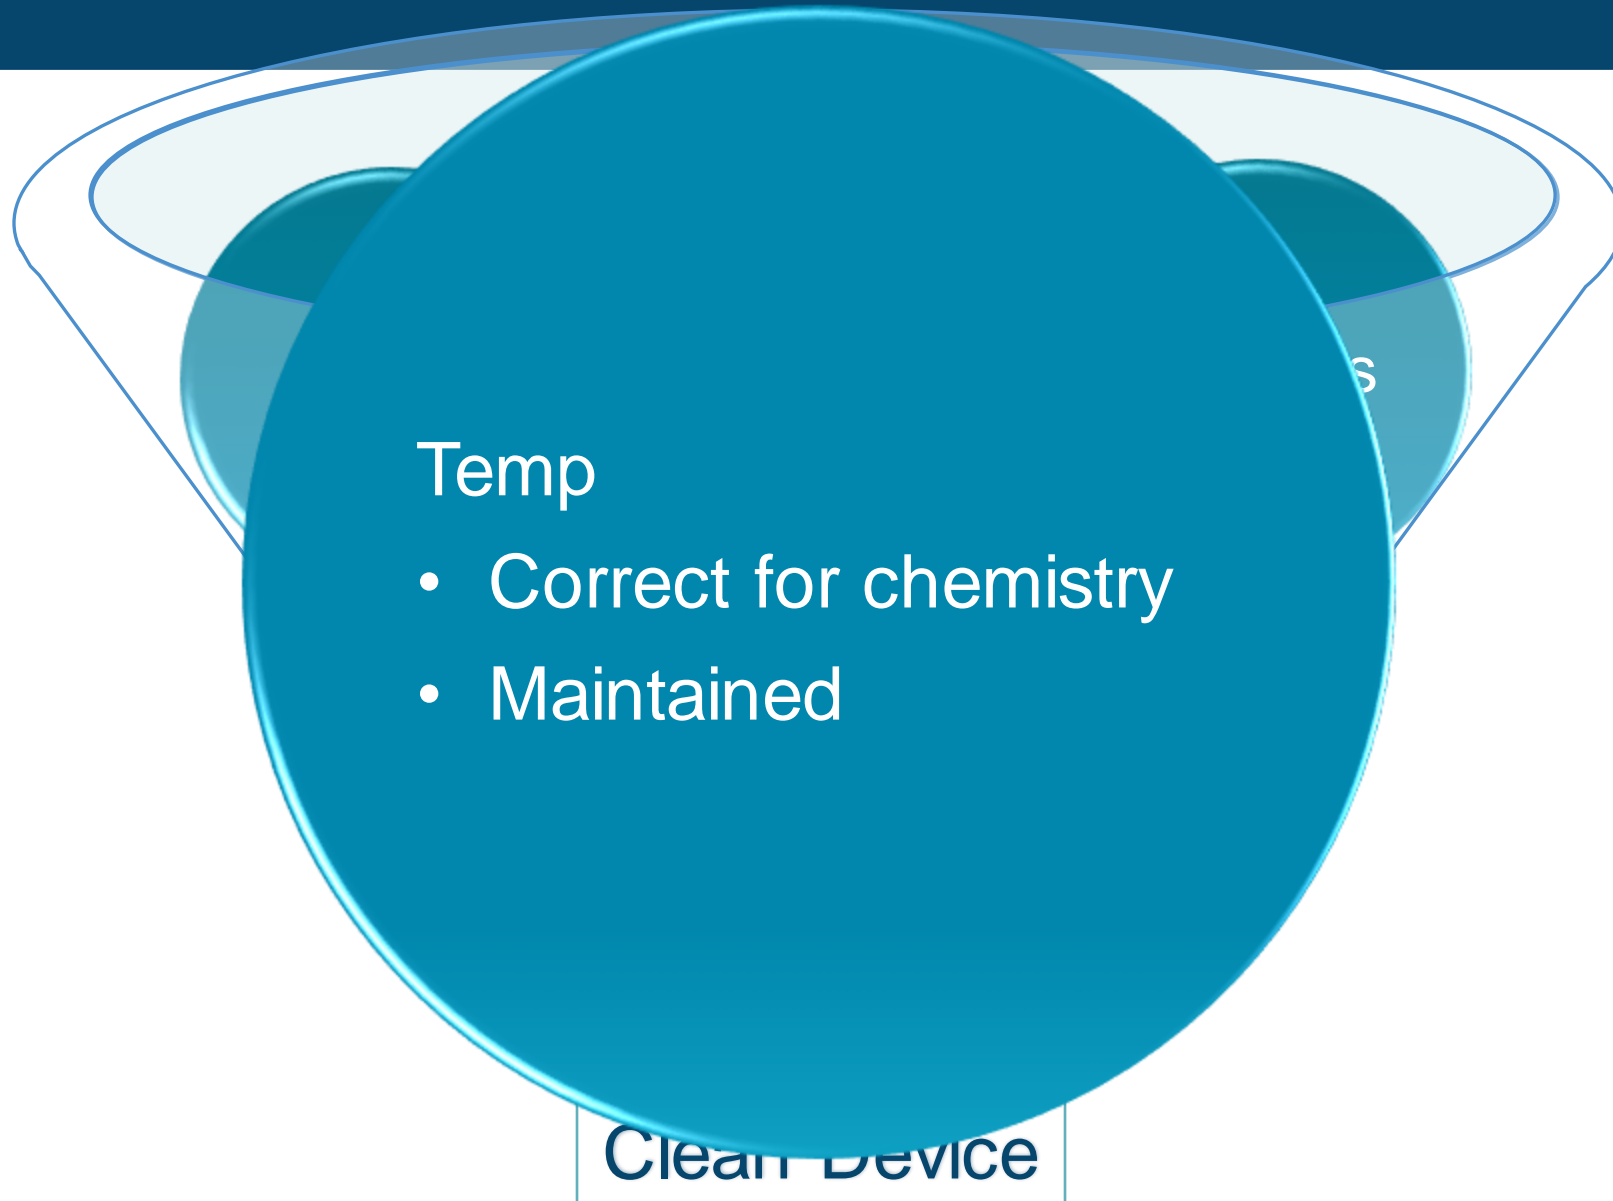 Temp
• Correct for chemistry
• Maintained
Clean Device